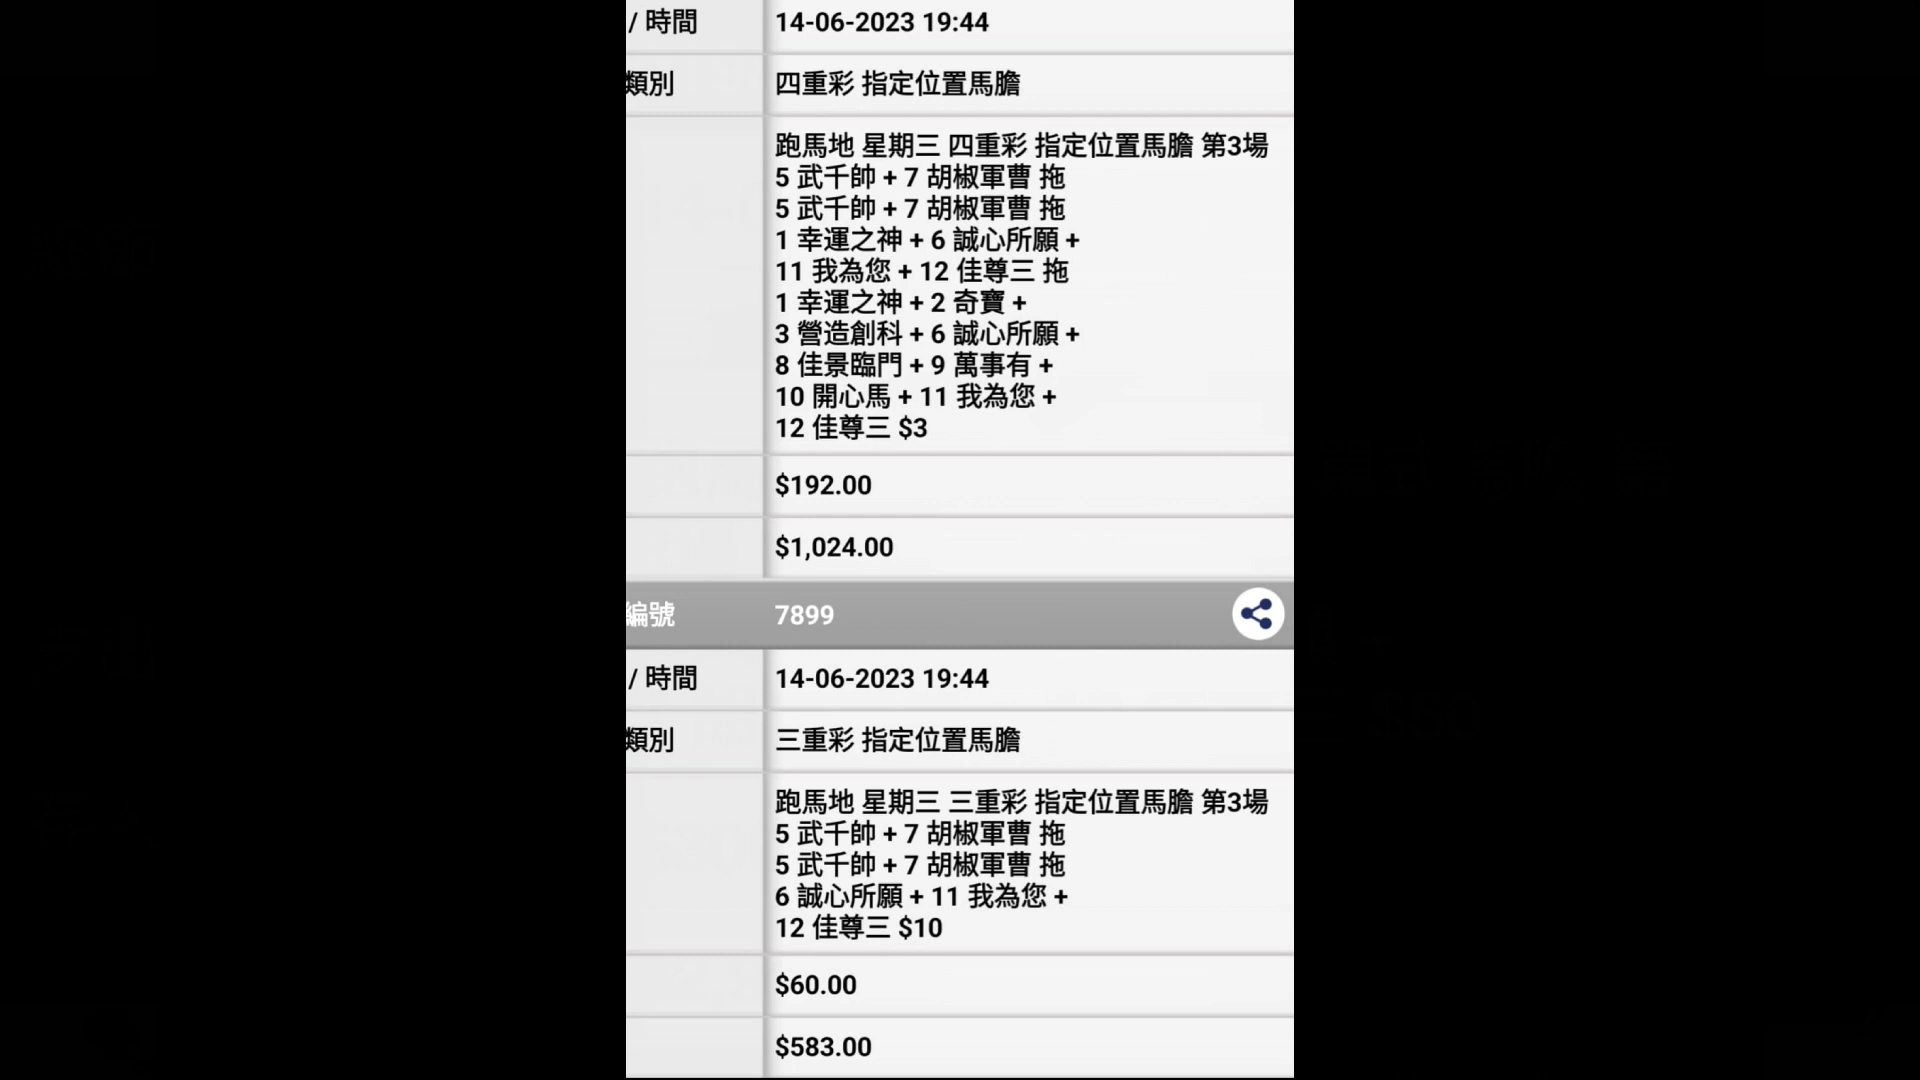 / 時間 14-06-2023 19:44
類別 四重彩 指定位置馬膽
跑馬地 星期三 四重彩 指定位置馬膽 第3場
5 武千帥 + 7 胡椒軍曹 拖
5 武千帥 + 7 胡椒軍曹 拖
1 幸運之神 + 6 誠心所願 +
11 我為您 + 12 佳尊三 拖
1 幸運之神 + 2 奇寶 +
3 營造創科 + 6 誠心所願 +
8 佳景臨門 + 9 萬事有 +
10 開心馬 + 11 我為您 +
12 佳尊三 $3
$192.00
$1,024.00
編號 7899
/ 時間 14-06-2023 19:44
類別 三重彩 指定位置馬膽
跑馬地 星期三 三重彩 指定位置馬膽 第3場
5 武千帥 + 7 胡椒軍曹 拖
5 武千帥 + 7 胡椒軍曹 拖
6 誠心所願 + 11 我為您 +
12 佳尊三 $10
$60.00
$583.00